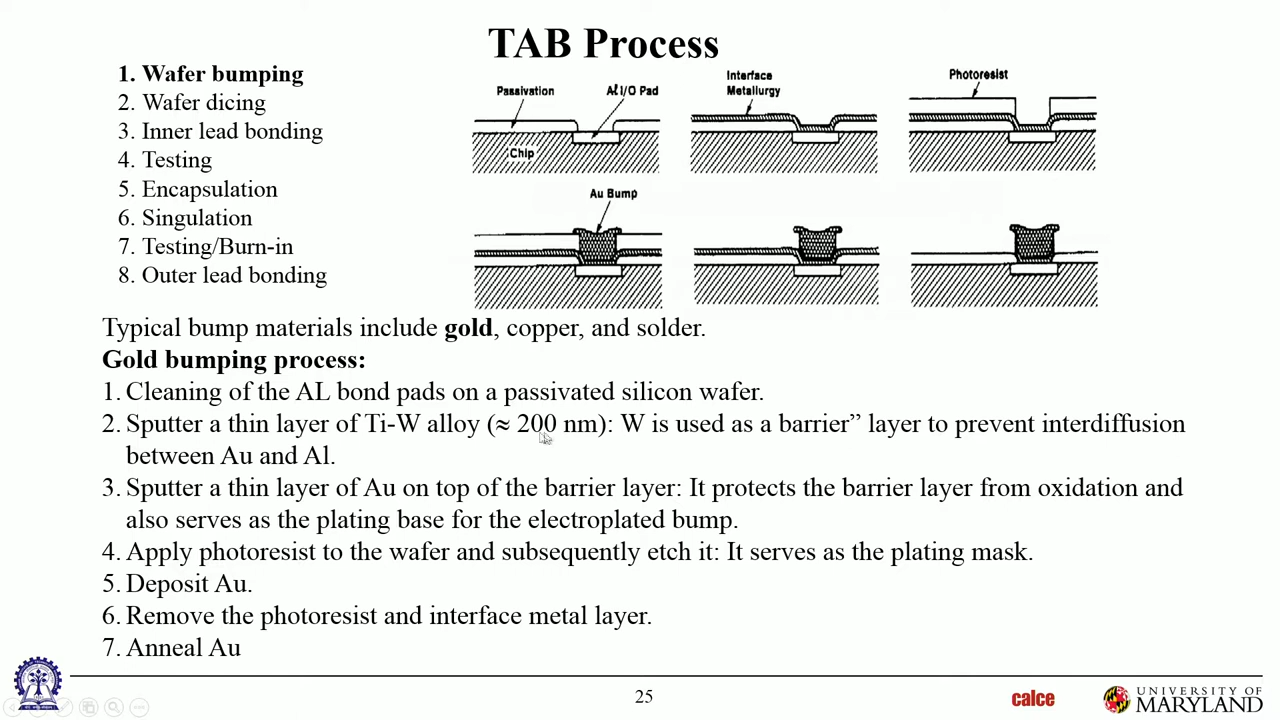 TAB Process
1. Wafer bumping
2. Wafer dicing
3. Inner lead bonding
4. Testing
5. Encapsulation
6. Singulation
7. Testing/Burn-in
8. Outer lead bonding
Passivation
Al I/O Pad
Chip
Interface
Metallurgy
Photoresist
Au Bump
Typical bump materials include gold, copper, and solder.
Gold bumping process:
1. Cleaning of the AL bond pads on a passivated silicon wafer.
2. Sputter a thin layer of Ti-W alloy (≈ 200 nm): W is used as a barrier” layer to prevent interdiffusion
between Au and Al.
3. Sputter a thin layer of Au on top of the barrier layer: It protects the barrier layer from oxidation and
also serves as the plating base for the electroplated bump.
4. Apply photoresist to the wafer and subsequently etch it: It serves as the plating mask.
5. Deposit Au.
6. Remove the photoresist and interface metal layer.
7. Anneal Au
25
calce
UNIVERSITY OF
MARYLAND